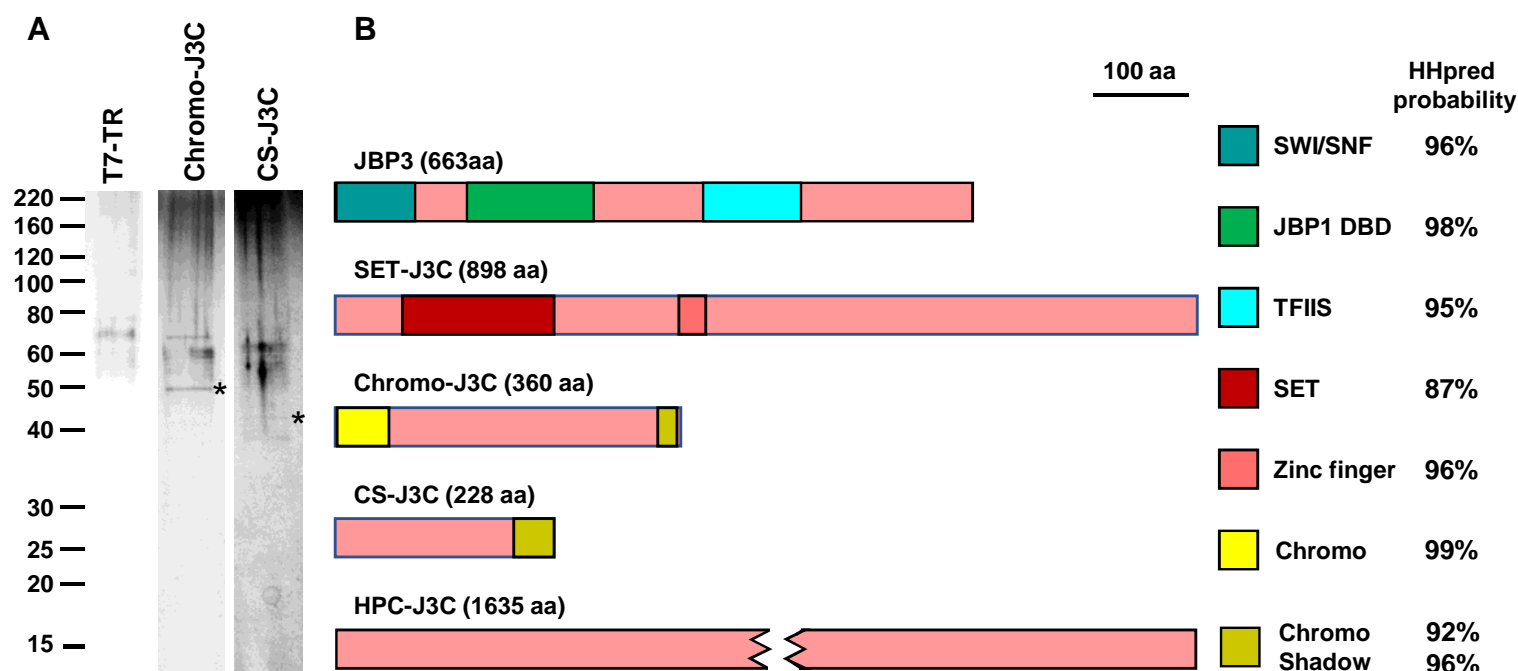 A
B
T7-TR
Chromo-J3C
CS-J3C
220
160
120
100
80
60
50
40
30
25
20
15
*
*
100 aa
JBP3 (663aa)
SET-J3C (898 aa)
Chromo-J3C (360 aa)
CS-J3C (228 aa)
HPC-J3C (1635 aa)
HHpred
probability
SWI/SNF 96%
JBP1 DBD 98%
TFIIS 95%
SET 87%
Zinc finger 96%
Chromo 99%
Chromo 92%
Shadow 96%